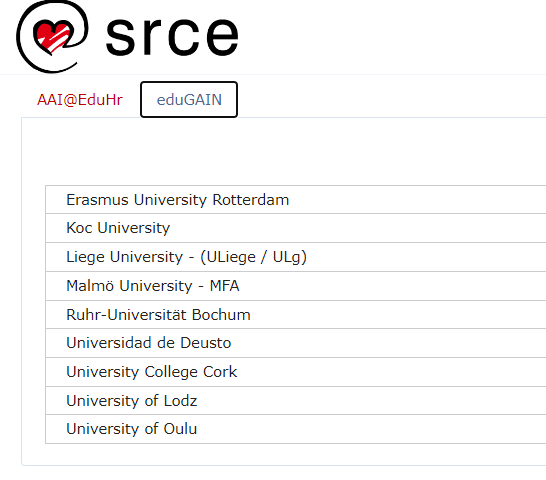 srce
AAI@EduHr eduGAIN
Erasmus University Rotterdam
Koc University
Liege University - (ULiege / ULg)
Malmö University - MFA
Ruhr-Universität Bochum
Universidad de Deusto
University College Cork
University of Lodz
University of Oulu